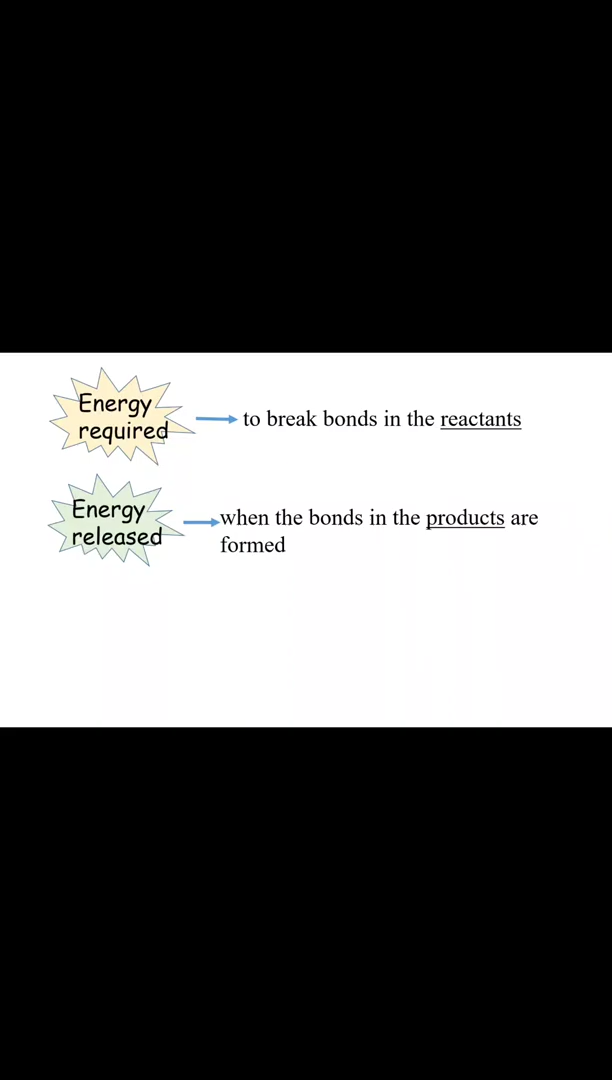 Energy
required
to break bonds in the reactants
Energy
released
when the bonds in the products are
formed